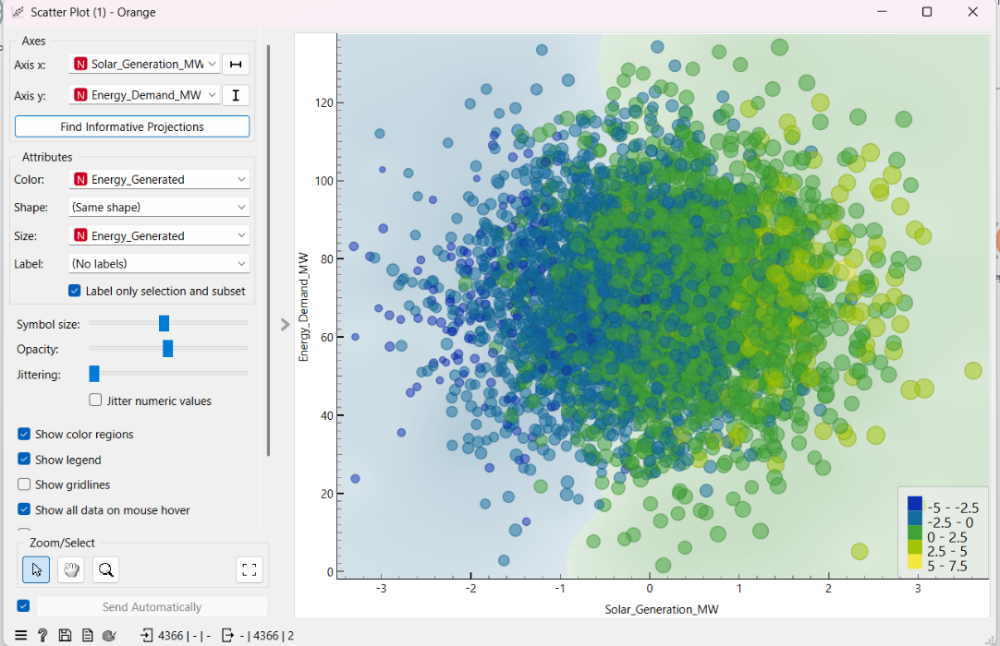 Scatter Plot (1) - Orange
Axes
Axis x: N Solar_Generation_MW
Axis y: N Energy_Demand_MW
Find Informative Projections
Attributes
Color: N Energy_Generated
Shape: (Same shape)
Size: N Energy_Generated
Label: (No labels)
Label only selection and subset
Symbol size:
Opacity:
Jittering:
Jitter numeric values
Show color regions
Show legend
Show gridlines
Show all data on mouse hover
Zoom/Select
Send Automatically
4366 | - | -
- | 4366 | 2
Energy_Demand_MW
120
100
80
60
40
20
0
-3 -2 -1 0 1 2 3
Solar_Generation_MW
-5 - -2.5
-2.5 - 0
0 - 2.5
2.5 - 5
5 - 7.5